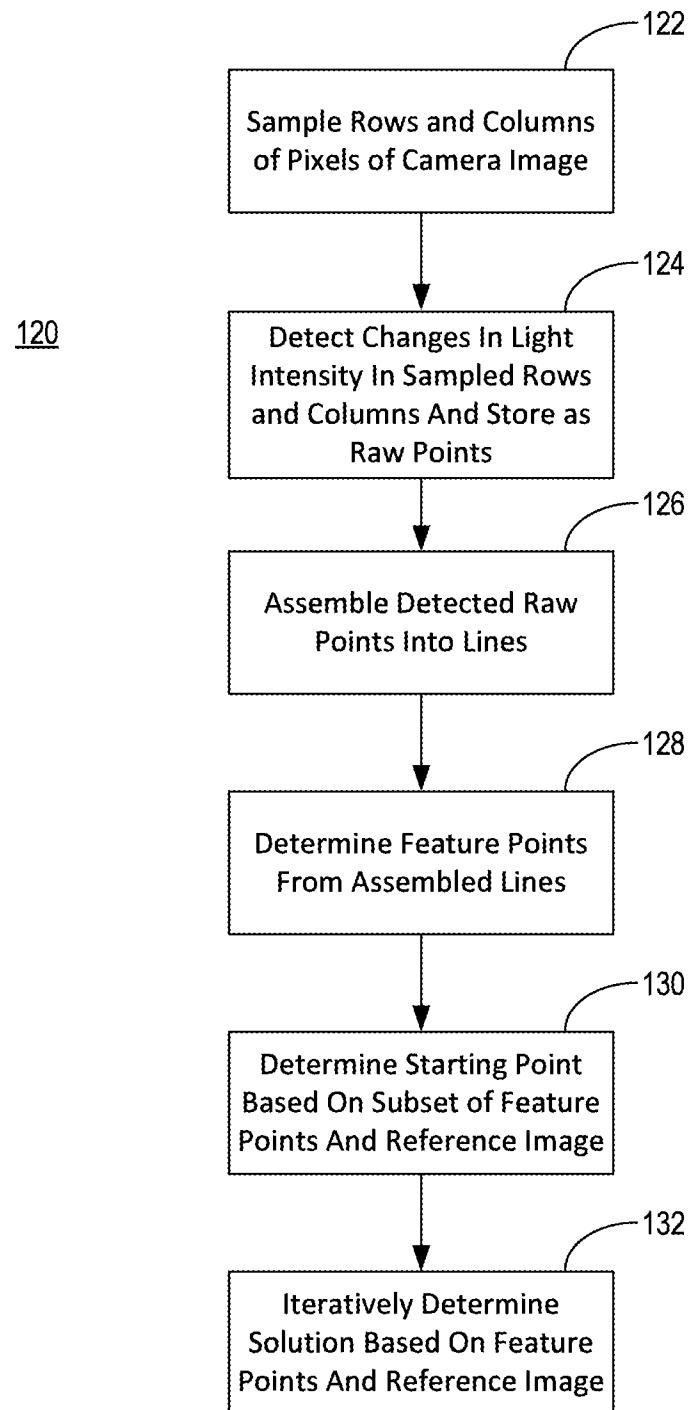 122
Sample Rows and Columns
of Pixels of Camera Image
124
120
Detect Changes In Light
Intensity In Sampled Rows
and Columns And Store as
Raw Points
126
Assemble Detected Raw
Points Into Lines
128
Determine Feature Points
From Assembled Lines
130
Determine Starting Point
Based On Subset of Feature
Points And Reference Image
132
Iteratively Determine
Solution Based On Feature
Points And Reference Image